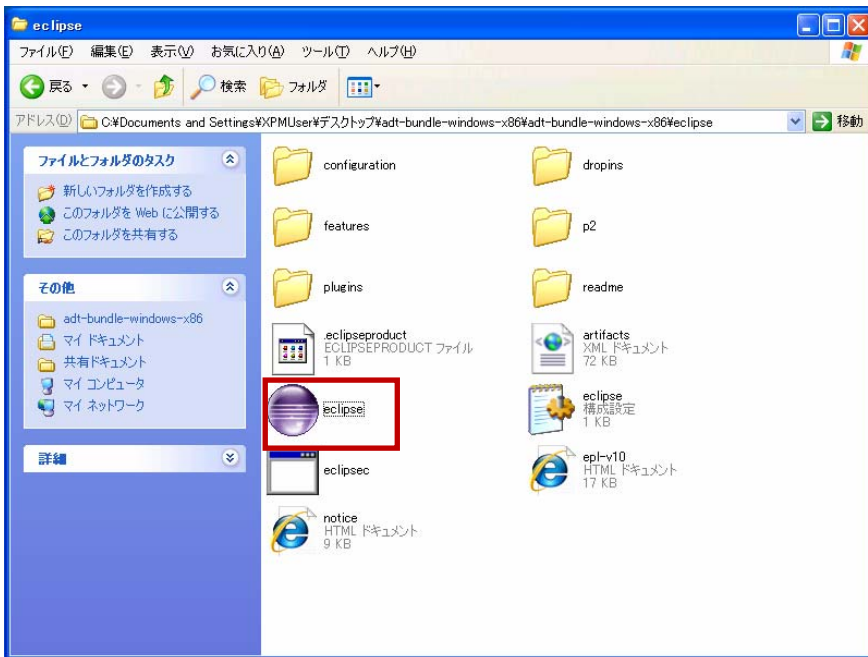 eclipse
ファイル(F) 編集(E) 表示(V) お気に入り(A) ツール(T) ヘルプ(H)
戻る 検索 フォルダ
アドレス(D) C:¥Documents and Settings¥XPMUser¥デスクトップ¥adt-bundle-windows-x86¥adt-bundle-windows-x86¥eclipse 移動
ファイルとフォルダのタスク
新しいフォルダを作成する
このフォルダを Web に公開する
このフォルダを共有する
その他
adt-bundle-windows-x86
マイ ドキュメント
共有ドキュメント
マイ コンピュータ
マイ ネットワーク
詳細
configuration
dropins
features
p2
plugins
readme
.eclipseproduct
ECLIPSEPRODUCT ファイル
1 KB
artifacts
XML ドキュメント
72 KB
eclipse
eclipse
構成設定
1 KB
eclipsec
epl-v10
HTML ドキュメント
17 KB
notice
HTML ドキュメント
9 KB